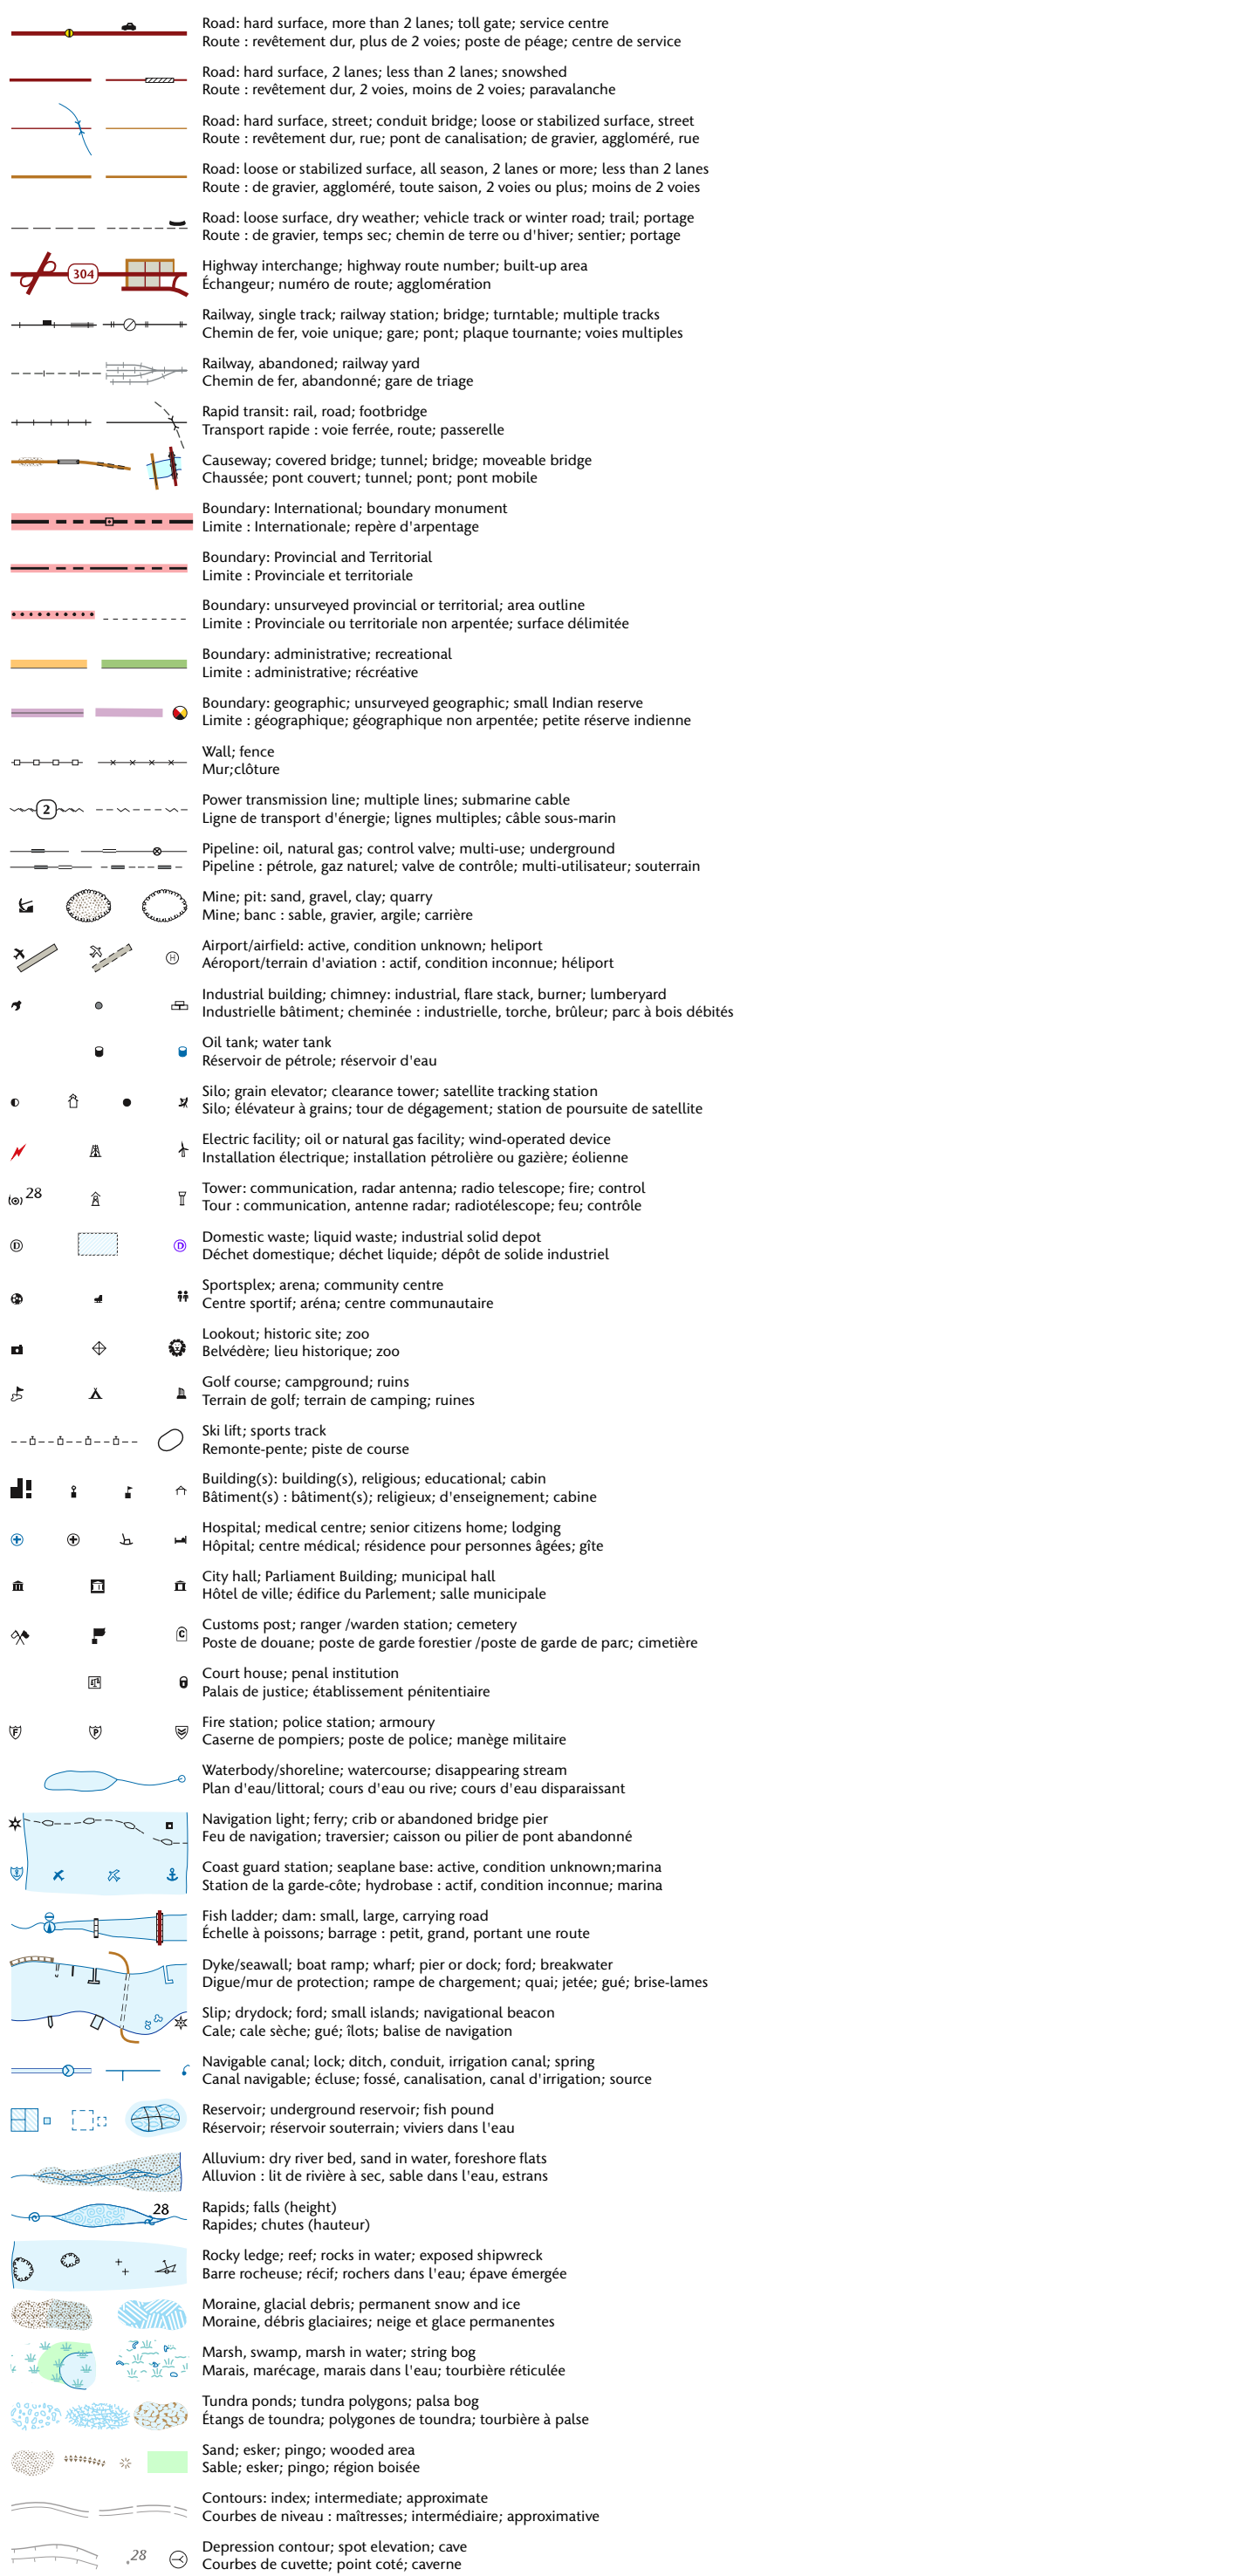 Road: hard surface, more than 2 lanes; toll gate; service centre
Route : revêtement dur, plus de 2 voies; poste de péage; centre de service
Road: hard surface, 2 lanes; less than 2 lanes; snowshed
Route : revêtement dur, 2 voies, moins de 2 voies; paravalanche
Road: hard surface, street; conduit bridge; loose or stabilized surface, street
Route : revêtement dur, rue; pont de canalisation; de gravier, aggloméré, rue
Road: loose or stabilized surface, all season, 2 lanes or more; less than 2 lanes
Route : de gravier, aggloméré, toute saison, 2 voies ou plus; moins de 2 voies
Road: loose surface, dry weather; vehicle track or winter road; trail; portage
Route : de gravier, temps sec; chemin de terre ou d'hiver; sentier; portage
304
Highway interchange; highway route number; built-up area
Échangeur; numéro de route; agglomération
Railway, single track; railway station; bridge; turntable; multiple tracks
Chemin de fer, voie unique; gare; pont; plaque tournante; voies multiples
Railway, abandoned; railway yard
Chemin de fer, abandonné; gare de triage
Rapid transit: rail, road; footbridge
Transport rapide : voie ferrée, route; passerelle
Causeway; covered bridge; tunnel; bridge; moveable bridge
Chaussée; pont couvert; tunnel; pont; pont mobile
Boundary: International; boundary monument
Limite : Internationale; repère d'arpentage
Boundary: Provincial and Territorial
Limite : Provinciale et territoriale
Boundary: unsurveyed provincial or territorial; area outline
Limite : Provinciale ou territoriale non arpentée; surface délimitée
Boundary: administrative; recreational
Limite : administrative; récréative
Boundary: geographic; unsurveyed geographic; small Indian reserve
Limite : géographique; géographique non arpentée; petite réserve indienne
Wall; fence
Mur;clôture
2
Power transmission line; multiple lines; submarine cable
Ligne de transport d'énergie; lignes multiples; câble sous-marin
Pipeline: oil, natural gas; control valve; multi-use; underground
Pipeline : pétrole, gaz naturel; valve de contrôle; multi-utilisateur; souterrain
Mine; pit: sand, gravel, clay; quarry
Mine; banc : sable, gravier, argile; carrière
H
Airport/airfield: active, condition unknown; heliport
Aéroport/terrain d'aviation : actif, condition inconnue; héliport
Industrial building; chimney: industrial, flare stack, burner; lumberyard
Industrielle bâtiment; cheminée : industrielle, torche, brûleur; parc à bois débités
Oil tank; water tank
Réservoir de pétrole; réservoir d'eau
Silo; grain elevator; clearance tower; satellite tracking station
Silo; élévateur à grains; tour de dégagement; station de poursuite de satellite
Electric facility; oil or natural gas facility; wind-operated device
Installation électrique; installation pétrolière ou gazière; éolienne
28
Tower: communication, radar antenna; radio telescope; fire; control
Tour : communication, antenne radar; radiotélescope; feu; contrôle
D D
Domestic waste; liquid waste; industrial solid depot
Déchet domestique; déchet liquide; dépôt de solide industriel
Sportsplex; arena; community centre
Centre sportif; aréna; centre communautaire
Lookout; historic site; zoo
Belvédère; lieu historique; zoo
Golf course; campground; ruins
Terrain de golf; terrain de camping; ruines
Ski lift; sports track
Remonte-pente; piste de course
Building(s): building(s), religious; educational; cabin
Bâtiment(s) : bâtiment(s); religieux; d'enseignement; cabine
Hospital; medical centre; senior citizens home; lodging
Hôpital; centre médical; résidence pour personnes âgées; gîte
City hall; Parliament Building; municipal hall
Hôtel de ville; édifice du Parlement; salle municipale
C
Customs post; ranger /warden station; cemetery
Poste de douane; poste de garde forestier /poste de garde de parc; cimetière
Court house; penal institution
Palais de justice; établissement pénitentiaire
F P
Fire station; police station; armoury
Caserne de pompiers; poste de police; manège militaire
Waterbody/shoreline; watercourse; disappearing stream
Plan d'eau/littoral; cours d'eau ou rive; cours d'eau disparaissant
Navigation light; ferry; crib or abandoned bridge pier
Feu de navigation; traversier; caisson ou pilier de pont abandonné
Coast guard station; seaplane base: active, condition unknown;marina
Station de la garde-côte; hydrobase : actif, condition inconnue; marina
Fish ladder; dam: small, large, carrying road
Échelle à poissons; barrage : petit, grand, portant une route
Dyke/seawall; boat ramp; wharf; pier or dock; ford; breakwater
Digue/mur de protection; rampe de chargement; quai; jetée; gué; brise-lames
Slip; drydock; ford; small islands; navigational beacon
Cale; cale sèche; gué; îlots; balise de navigation
Navigable canal; lock; ditch, conduit, irrigation canal; spring
Canal navigable; écluse; fossé, canalisation, canal d'irrigation; source
Reservoir; underground reservoir; fish pound
Réservoir; réservoir souterrain; viviers dans l'eau
Alluvium: dry river bed, sand in water, foreshore flats
Alluvion : lit de rivière à sec, sable dans l'eau, estrans
28
Rapids; falls (height)
Rapides; chutes (hauteur)
Rocky ledge; reef; rocks in water; exposed shipwreck
Barre rocheuse; récif; rochers dans l'eau; épave émergée
Moraine, glacial debris; permanent snow and ice
Moraine, débris glaciaires; neige et glace permanentes
Marsh, swamp, marsh in water; string bog
Marais, marécage, marais dans l'eau; tourbière réticulée
Tundra ponds; tundra polygons; palsa bog
Étangs de toundra; polygones de toundra; tourbière à palse
Sand; esker; pingo; wooded area
Sable; esker; pingo; région boisée
Contours: index; intermediate; approximate
Courbes de niveau : maîtresses; intermédiaire; approximative
.28
Depression contour; spot elevation; cave
Courbes de cuvette; point coté; caverne